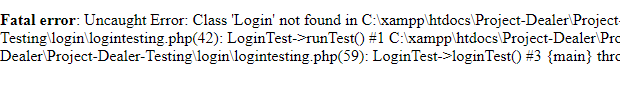 Fatal error: Uncaught Error: Class 'Login' not found in C:\xampp\htdocs\Project-Dealer\Project-
Testing\login\logintesting.php(42): LoginTest->runTest() #1 C:\xampp\htdocs\Project-Dealer\Pro
Dealer\Project-Dealer-Testing\login\logintesting.php(59): LoginTest->loginTest() #3 {main} thro